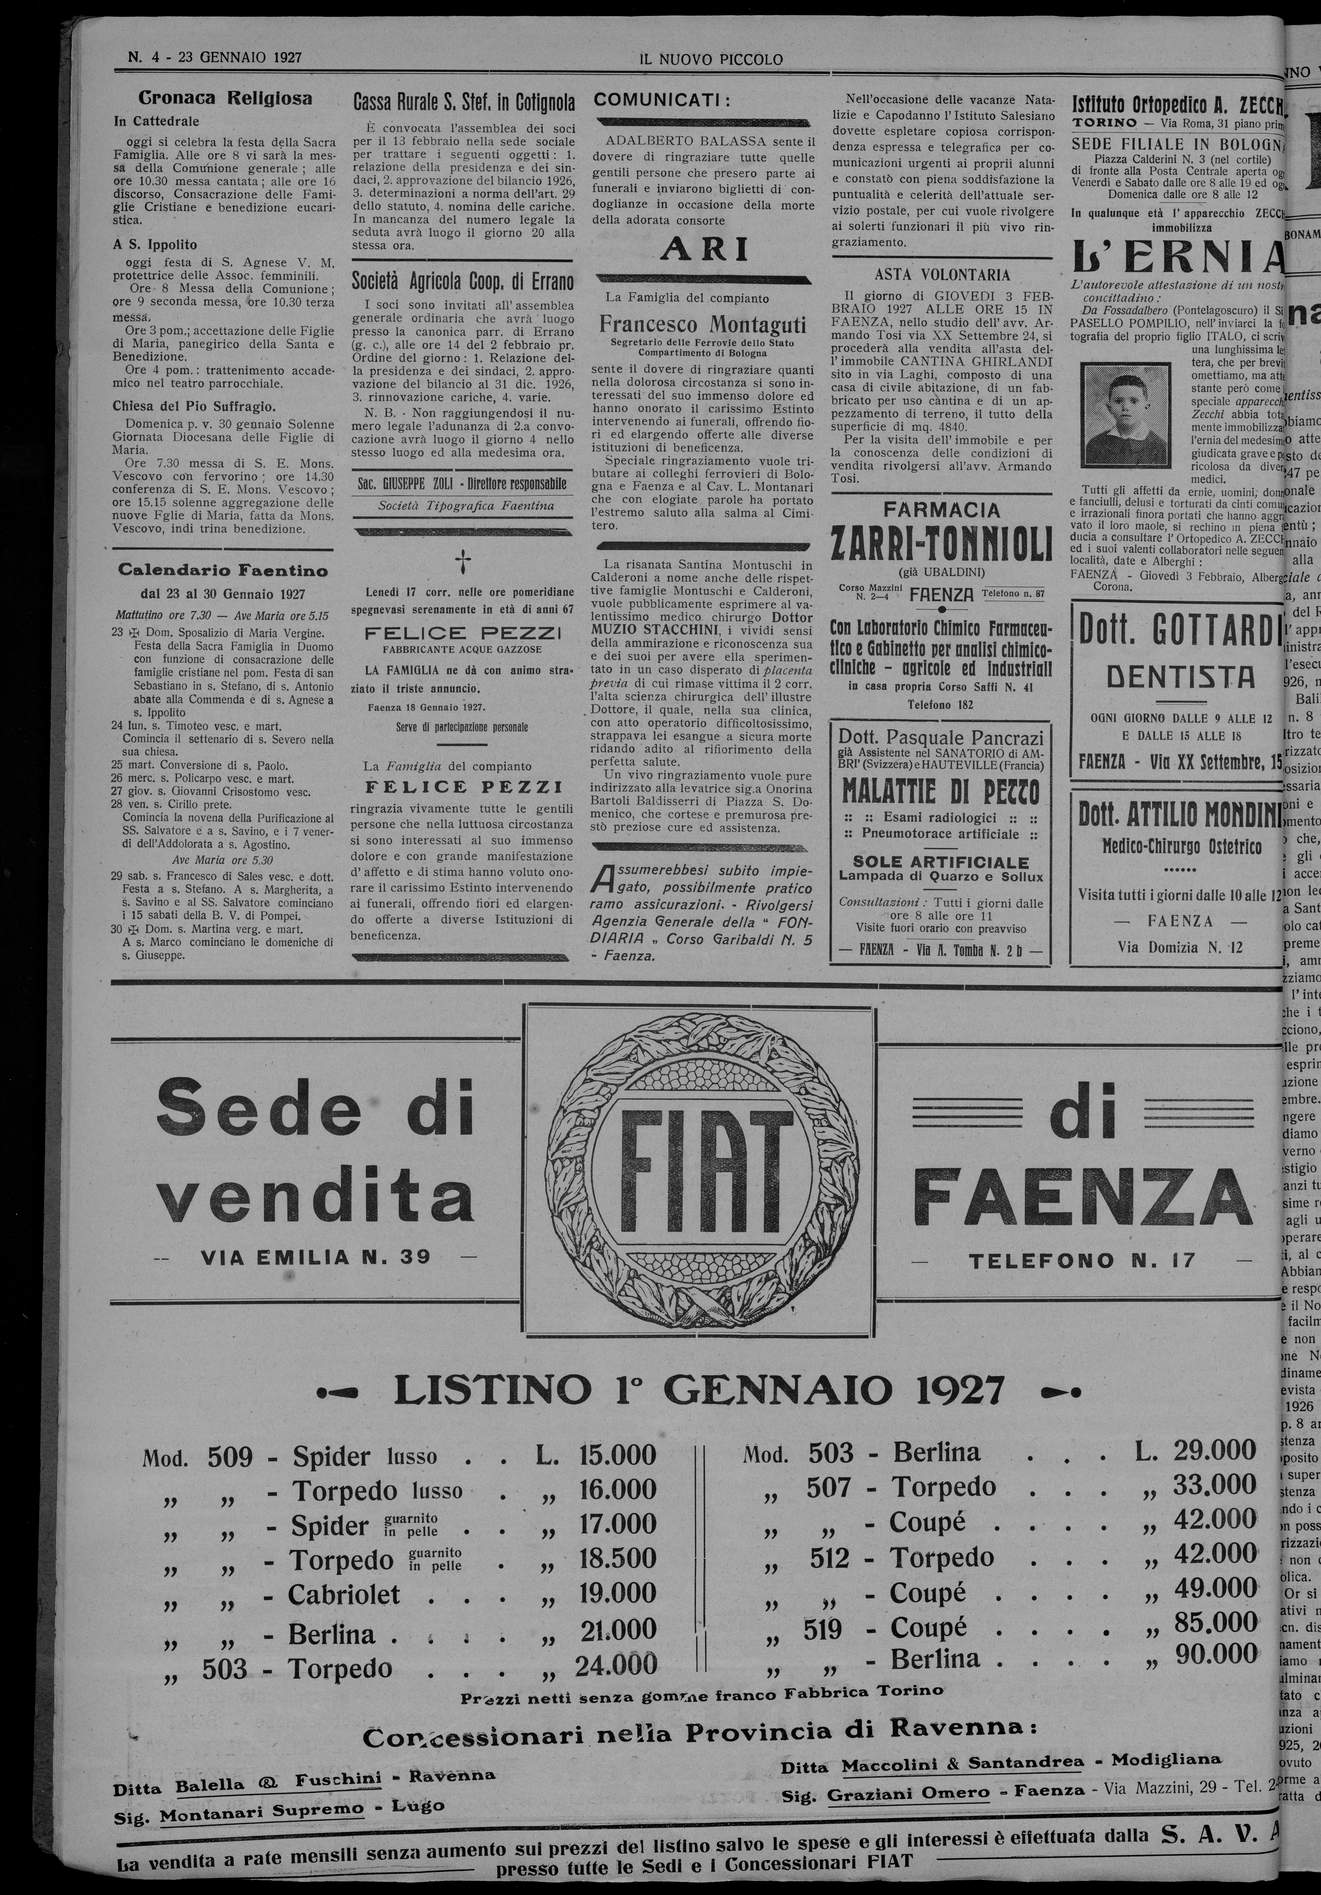 N. 4 - 23 GENNAIO 1927
IL NUOVO PICCOLO
Cronaca Religiosa
In Cattedrale
oggi si celebra la festa della Sacra
Famiglia. Alle ore 8 vi sarà la mes-
sa della Comunione generale ; alle
ore 10.30 messa cantata ; alle ore 16
discorso, Consacrazione delle Fami-
glie Cristiane e benedizione eucari-
stica.
A S. Ippolito
oggi festa di S. Agnese V. M.
protettrice delle Assoc. femminili.
Ore 8 Messa della Comunione ;
ore 9 seconda messa, ore 10.30 terza
messa.
Ore 3 pom.; accettazione delle Figlie
di Maria, panegirico della Santa e
Benedizione.
Ore 4 pom. : trattenimento accade-
mico nel teatro parrocchiale.
Chiesa del Pio Suffragio.
Domenica p. v. 30 gennaio Solenne
Giornata Diocesana delle Figlie di
Maria.
Ore 7.30 messa di S. E. Mons.
Vescovo con fervorino ; ore 14.30
conferenza di S. E. Mons. Vescovo ;
ore 15.15 solenne aggregazione delle
nuove Fglie di Maria, fatta da Mons.
Vescovo, indi trina benedizione.
Calendario Faentino
dal 23 al 30 Gennaio 1927
Mattutino ore 7.30 — Ave Maria ore 5.15
23 ✠ Dom. Sposalizio di Maria Vergine.
Festa della Sacra Famiglia in Duomo
con funzione di consacrazione delle
famiglie cristiane nel pom. Festa di san
Sebastiano in s. Stefano, di s. Antonio
abate alla Commenda e di s. Agnese a
s. Ippolito
24 lun. s. Timoteo vesc. e mart.
Comincia il settenario di s. Severo nella
sua chiesa.
25 mart. Conversione di s. Paolo.
26 merc. s. Policarpo vesc. e mart.
27 giov. s. Giovanni Crisostomo vesc.
28 ven. s. Cirillo prete.
Comincia la novena della Purificazione al
SS. Salvatore e a s. Savino, e i 7 vener-
dì dell'Addolorata a s. Agostino.
Ave Maria ore 5.30
29 sab. s. Francesco di Sales vesc. e dott.
Festa a s. Stefano. A s. Margherita, a
s. Savino e al SS. Salvatore cominciano
i 15 sabati della B. V. di Pompei.
30 ✠ Dom. s. Martina verg. e mart.
A s. Marco cominciano le domeniche di
s. Giuseppe.
Cassa Rurale S. Stef. in Cotignola
È convocata l'assemblea dei soci
per il 13 febbraio nella sede sociale
per trattare i seguenti oggetti : 1.
relazione della presidenza e dei sin-
daci, 2. approvazione del bilancio 1926,
3. determinazioni a norma dell'art. 29
dello statuto, 4. nomina delle cariche.
In mancanza del numero legale la
seduta avrà luogo il giorno 20 alla
stessa ora.
Società Agricola Coop. di Errano
I soci sono invitati all'assemblea
generale ordinaria che avrà luogo
presso la canonica parr. di Errano
(g. c.), alle ore 14 del 2 febbraio pr.
Ordine del giorno : 1. Relazione del-
la presidenza e dei sindaci, 2. appro-
vazione del bilancio al 31 dic. 1926,
3. rinnovazione cariche, 4. varie.
N. B. - Non raggiungendosi il nu-
mero legale l'adunanza di 2.a convo-
cazione avrà luogo il giorno 4 nello
stesso luogo ed alla medesima ora.
Sac. GIUSEPPE ZOLI - Direttore responsabile
Società Tipografica Faentina
Lenedì 17 corr. nelle ore pomeridiane
spegnevasi serenamente in età di anni 67
FELICE PEZZI
FABBRICANTE ACQUE GAZZOSE
LA FAMIGLIA ne dà con animo stra-
ziato il triste annuncio.
Faenza 18 Gennaio 1927.
Serve di partecipazione personale
La Famiglia del compianto
FELICE PEZZI
ringrazia vivamente tutte le gentili
persone che nella luttuosa circostanza
si sono interessati al suo immenso
dolore e con grande manifestazione
d'affetto e di stima hanno voluto ono-
rare il carissimo Estinto intervenendo
ai funerali, offrendo fiori ed elargen-
do offerte a diverse Istituzioni di
beneficenza.
COMUNICATI :
ADALBERTO BALASSA sente il
dovere di ringraziare tutte quelle
gentili persone che presero parte ai
funerali e inviarono biglietti di con-
doglianze in occasione della morte
della adorata consorte
ARI
La Famiglia del compianto
Francesco Montaguti
Segretario delle Ferrovie dello Stato
Compartimento di Bologna
sente il dovere di ringraziare quanti
nella dolorosa circostanza si sono in-
teressati del suo immenso dolore ed
hanno onorato il carissimo Estinto
intervenendo ai funerali, offrendo fio-
ri ed elargendo offerte alle diverse
istituzioni di beneficenza.
Speciale ringraziamento vuole tri-
butare ai colleghi ferrovieri di Bolo-
gna e Faenza e al Cav. L. Montanari
che con elogiate parole ha portato
l'estremo saluto alla salma al Cimi-
tero.
La risanata Santina Montuschi in
Calderoni a nome anche delle rispet-
tive famiglie Montuschi e Calderoni,
vuole pubblicamente esprimere al va-
lentissimo medico chirurgo Dottor
MUZIO STACCHINI, i vividi sensi
della ammirazione e riconoscenza sua
e dei suoi per avere ella sperimen-
tato in un caso disperato di placenta
previa di cui rimase vittima il 2 corr.
l'alta scienza chirurgica dell'illustre
Dottore, il quale, nella sua clinica,
con atto operatorio difficoltosissimo,
strappava lei esangue a sicura morte
ridando adito al rifiorimento della
perfetta salute.
Un vivo ringraziamento vuole pure
indirizzato alla levatrice sig.a Onorina
Bartoli Baldisserri di Piazza S. Do-
menico, che cortese e premurosa pre-
stò preziose cure ed assistenza.
Assumerebbesi subito impie-
gato, possibilmente pratico
ramo assicurazioni. - Rivolgersi
Agenzia Generale della " FON-
DIARIA „ Corso Garibaldi N. 5
- Faenza.
Nell'occasione delle vacanze Nata-
lizie e Capodanno l'Istituto Salesiano
dovette espletare copiosa corrispon-
denza espressa e telegrafica per co-
municazioni urgenti ai proprii alunni
e constatò con piena soddisfazione la
puntualità e celerità dell'attuale ser-
vizio postale, per cui vuole rivolgere
ai solerti funzionari il più vivo rin-
graziamento.
ASTA VOLONTARIA
Il giorno di GIOVEDI 3 FEB-
BRAIO 1927 ALLE ORE 15 IN
FAENZA, nello studio dell'avv. Ar-
mando Tosi via XX Settembre 24, si
procederà alla vendita all'asta del-
l'immobile CANTINA GHIRLANDI
sito in via Laghi, composto di una
casa di civile abitazione, di un fab-
bricato per uso cantina e di un ap-
pezzamento di terreno, il tutto della
superficie di mq. 4840.
Per la visita dell'immobile e per
la conoscenza delle condizioni di
vendita rivolgersi all'avv. Armando
Tosi.
FARMACIA
ZARRI-TONNIOLI
(già UBALDINI)
Corso Mazzini N. 2—4 FAENZA Telefono n. 87
Con Laboratorio Chimico Farmaceu-
tico e Gabinetto per analisi chimico-
cliniche - agricole ed industriali
in casa propria Corso Saffi N. 41
Telefono 182
Dott. Pasquale Pancrazi
già Assistente nel SANATORIO di AM-
BRI' (Svizzera) e HAUTEVILLE (Francia)
MALATTIE DI PETTO
:: :: Esami radiologici :: ::
:: Pneumotorace artificiale ::
SOLE ARTIFICIALE
Lampada di Quarzo e Sollux
Consultazioni : Tutti i giorni dalle
ore 8 alle ore 11
Visite fuori orario con preavviso
— FAENZA - Via A. Tomba N. 2 b —
Istituto Ortopedico A. ZECCH
TORINO — Via Roma, 31 piano prim
SEDE FILIALE IN BOLOGN
Piazza Calderini N. 3 (nel cortile)
di fronte alla Posta Centrale aperta og
Venerdì e Sabato dalle ore 8 alle 19 ed og
Domenica dalle ore 8 alle 12
In qualunque età l'apparecchio ZECCH
immobilizza
L'ERNIA
L'autorevole attestazione di un nostr
concittadino :
Da Fossadalbero (Pontelagoscuro) il Si
PASELLO POMPILIO, nell'inviarci la fo
tografia del proprio figlio ITALO, ci scriv
una lunghissima let
tera, che per brevit
omettiamo, ma att
stante però come
speciale apparecch
Zecchi abbia tota
mente immobilizza
l'ernia del medesim
giudicata grave e p
ricolosa da diver
medici.
Tutti gli affetti da ernie, uomini, donn
e fanciulli, delusi e torturati da cinti comu
e irrazionali finora portati che hanno aggr
vato il loro maole, si rechino in piena f
ducia a consultare l'Ortopedico A. ZECCH
ed i suoi valenti collaboratori nelle seguen
località, date e Alberghi :
FAENZA - Giovedì 3 Febbraio, Alberg
Corona.
Dott. GOTTARDI
DENTISTA
OGNI GIORNO DALLE 9 ALLE 12
E DALLE 15 ALLE 18
FAENZA - Via XX Settembre, 15
Dott. ATTILIO MONDINI
Medico-Chirurgo Ostetrico
Visita tutti i giorni dalle 10 alle 12
— FAENZA —
Via Domizia N. 12
Sede di
vendita
-- VIA EMILIA N. 39 —
FIAT
di
FAENZA
— TELEFONO N. 17 —
LISTINO 1° GENNAIO 1927
Mod. 509 - Spider lusso . . L. 15.000
„ „ - Torpedo lusso . „ 16.000
„ „ - Spider guarnito in pelle . . „ 17.000
„ „ - Torpedo guarnito in pelle . „ 18.500
„ „ - Cabriolet . . . „ 19.000
„ „ - Berlina . . . . „ 21.000
„ 503 - Torpedo . . . „ 24.000
Mod. 503 - Berlina . . . L. 29.000
„ 507 - Torpedo . . . „ 33.000
„ „ - Coupé . . . . „ 42.000
„ 512 - Torpedo . . . „ 42.000
„ „ - Coupé . . . . „ 49.000
„ 519 - Coupé . . . . „ 85.000
„ „ - Berlina . . . . „ 90.000
Prezzi netti senza gomme franco Fabbrica Torino
Concessionari nella Provincia di Ravenna :
Ditta Balella & Fuschini - Ravenna
Sig. Montanari Supremo - Lugo
Ditta Maccolini & Santandrea - Modigliana
Sig. Graziani Omero - Faenza - Via Mazzini, 29 - Tel. 2
La vendita a rate mensili senza aumento sui prezzi del listino salvo le spese e gli interessi è effettuata dalla S. A. V. A
presso tutte le Sedi e i Concessionari FIAT